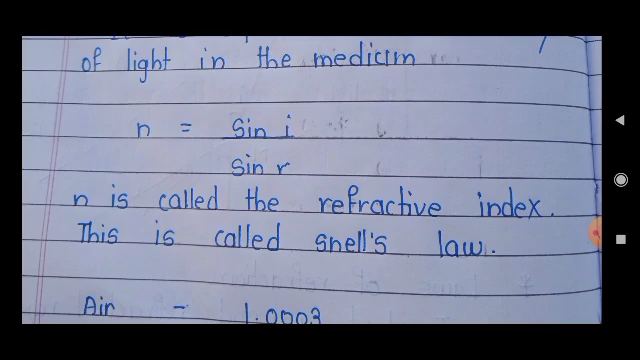 of light in the medium
n = sin i
sin r
n is called the refractive index.
This is called snell's law.
Air - 1.0003